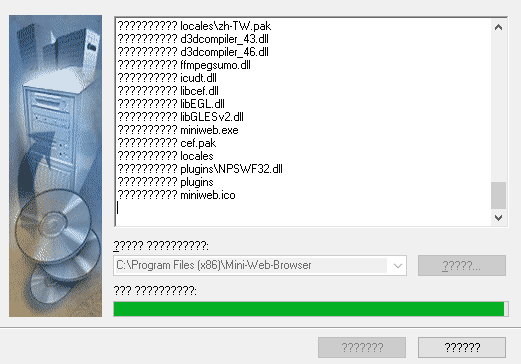 ?????????? locales\zh-TW.pak
?????????? d3dcompiler_43.dll
?????????? d3dcompiler_46.dll
?????????? ffmpegsumo.dll
?????????? icudt.dll
?????????? libcef.dll
?????????? libEGL.dll
?????????? libGLESv2.dll
?????????? miniweb.exe
?????????? cef.pak
?????????? locales
?????????? plugins\NPSWF32.dll
?????????? plugins
?????????? miniweb.ico
????? ??????????:
C:\Program Files (x86)\Mini-Web-Browser
?????...
??? ??????????:
???????
??????